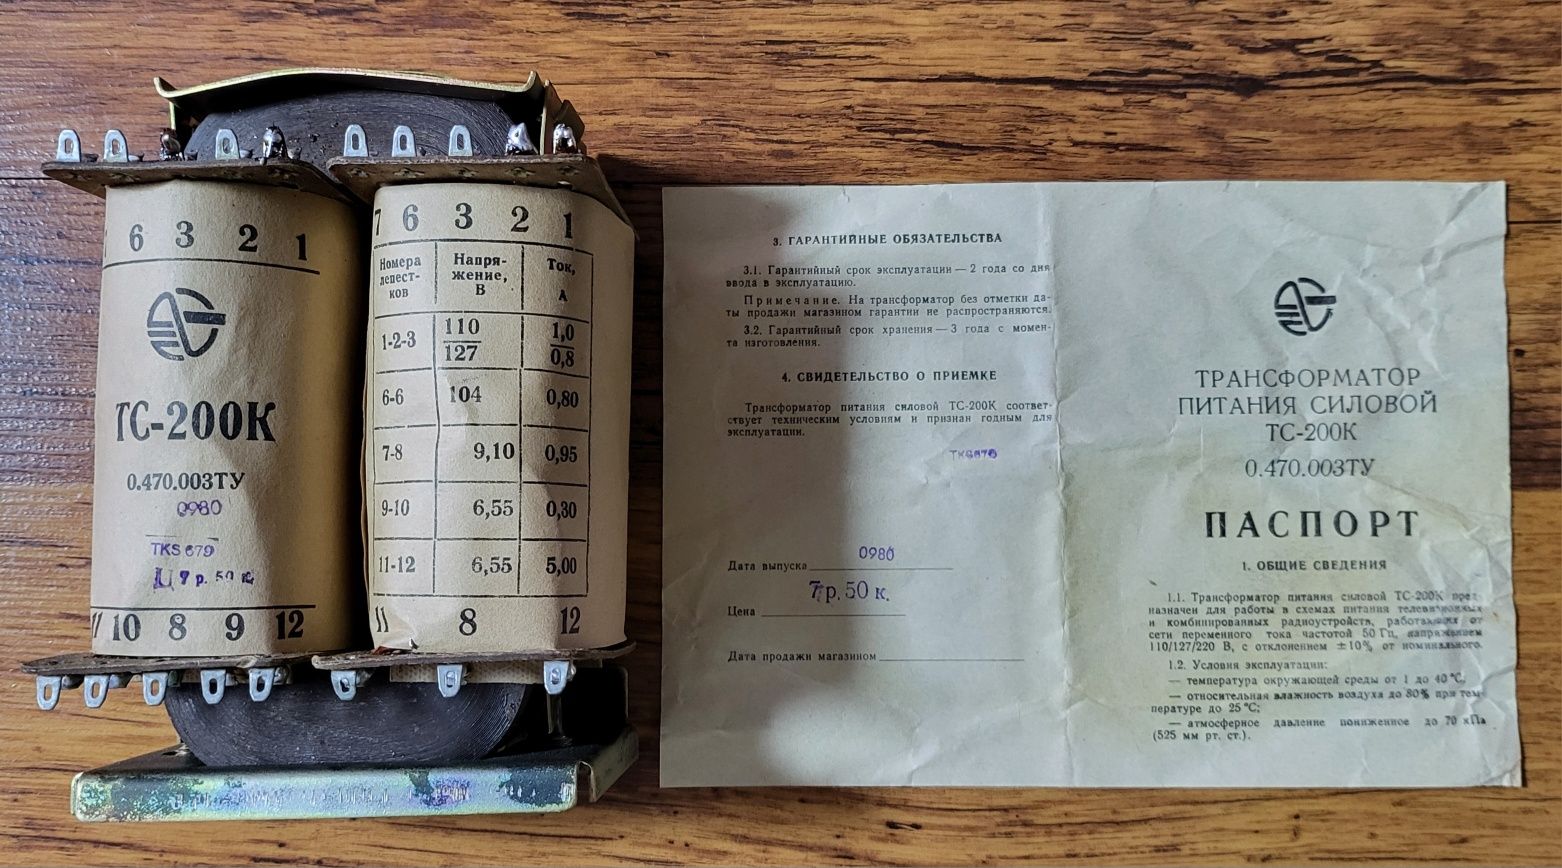 6 3 2 1
ТС-200К
0.470.003ТУ
0980
TKS 679
Ц 7 р. 50 к.
10 8 9 12
7 6 3 2 1
Номера лепест-ков Напря-жение, В Ток, А
1-2-3 110/127 1,0/0,8
6-6 104 0,80
7-8 9,10 0,95
9-10 6,55 0,30
11-12 6,55 5,00
11 8 12
3. ГАРАНТИЙНЫЕ ОБЯЗАТЕЛЬСТВА
3.1. Гарантийный срок эксплуатации — 2 года со дня
ввода в эксплуатацию.
Примечание. На трансформатор без отметки да-
ты продажи магазином гарантии не распространяются.
3.2. Гарантийный срок хранения — 3 года с момен-
та изготовления.
4. СВИДЕТЕЛЬСТВО О ПРИЕМКЕ
Трансформатор питания силовой ТС-200К соответ-
ствует техническим условиям и признан годным для
эксплуатации.
TKS679
Дата выпуска 0980
Цена 7р. 50 к.
Дата продажи магазином
ТРАНСФОРМАТОР
ПИТАНИЯ СИЛОВОЙ
ТС-200К
0.470.003ТУ
ПАСПОРТ
1. ОБЩИЕ СВЕДЕНИЯ
1.1. Трансформатор питания силовой ТС-200К пред-
назначен для работы в схемах питания телевизионных
и комбинированных радиоустройств, работающих от
сети переменного тока частотой 50 Гц, напряжением
110/127/220 В, с отклонением ±10% от номинального.
1.2. Условия эксплуатации:
— температура окружающей среды от 1 до 40 °С,
— относительная влажность воздуха до 80% при тем-
пературе до 25 °С;
— атмосферное давление пониженное до 70 кПа
(525 мм рт. ст.).